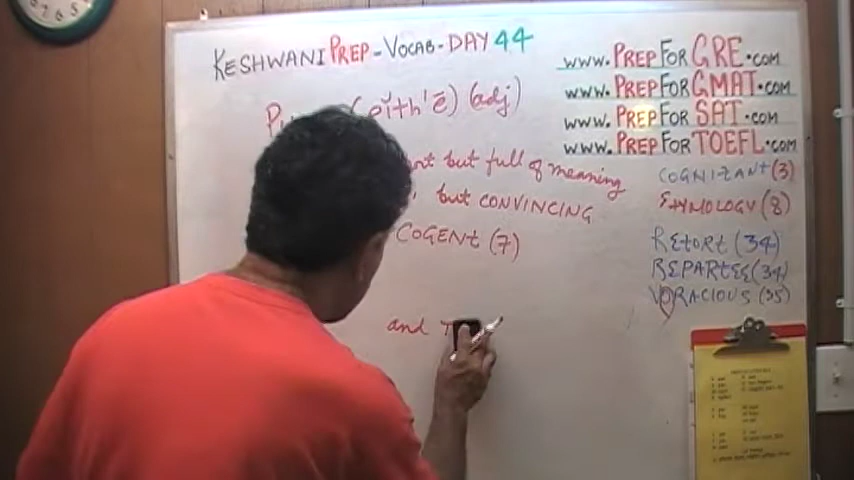 KESHWANI PREP - VOCAB - DAY 44
www.PREPFORGRE.com
www.PREPFORGMAT.com
www.PREPFORSAT.com
www.PREPFORTOEFL.com
(adj)
but full of meaning
, but CONVINCING
COGENT (7)
and
COGNIZANT (3)
ETYMOLOGY (8)
RETORT (34)
REPARTEE (34)
VORACIOUS (35)